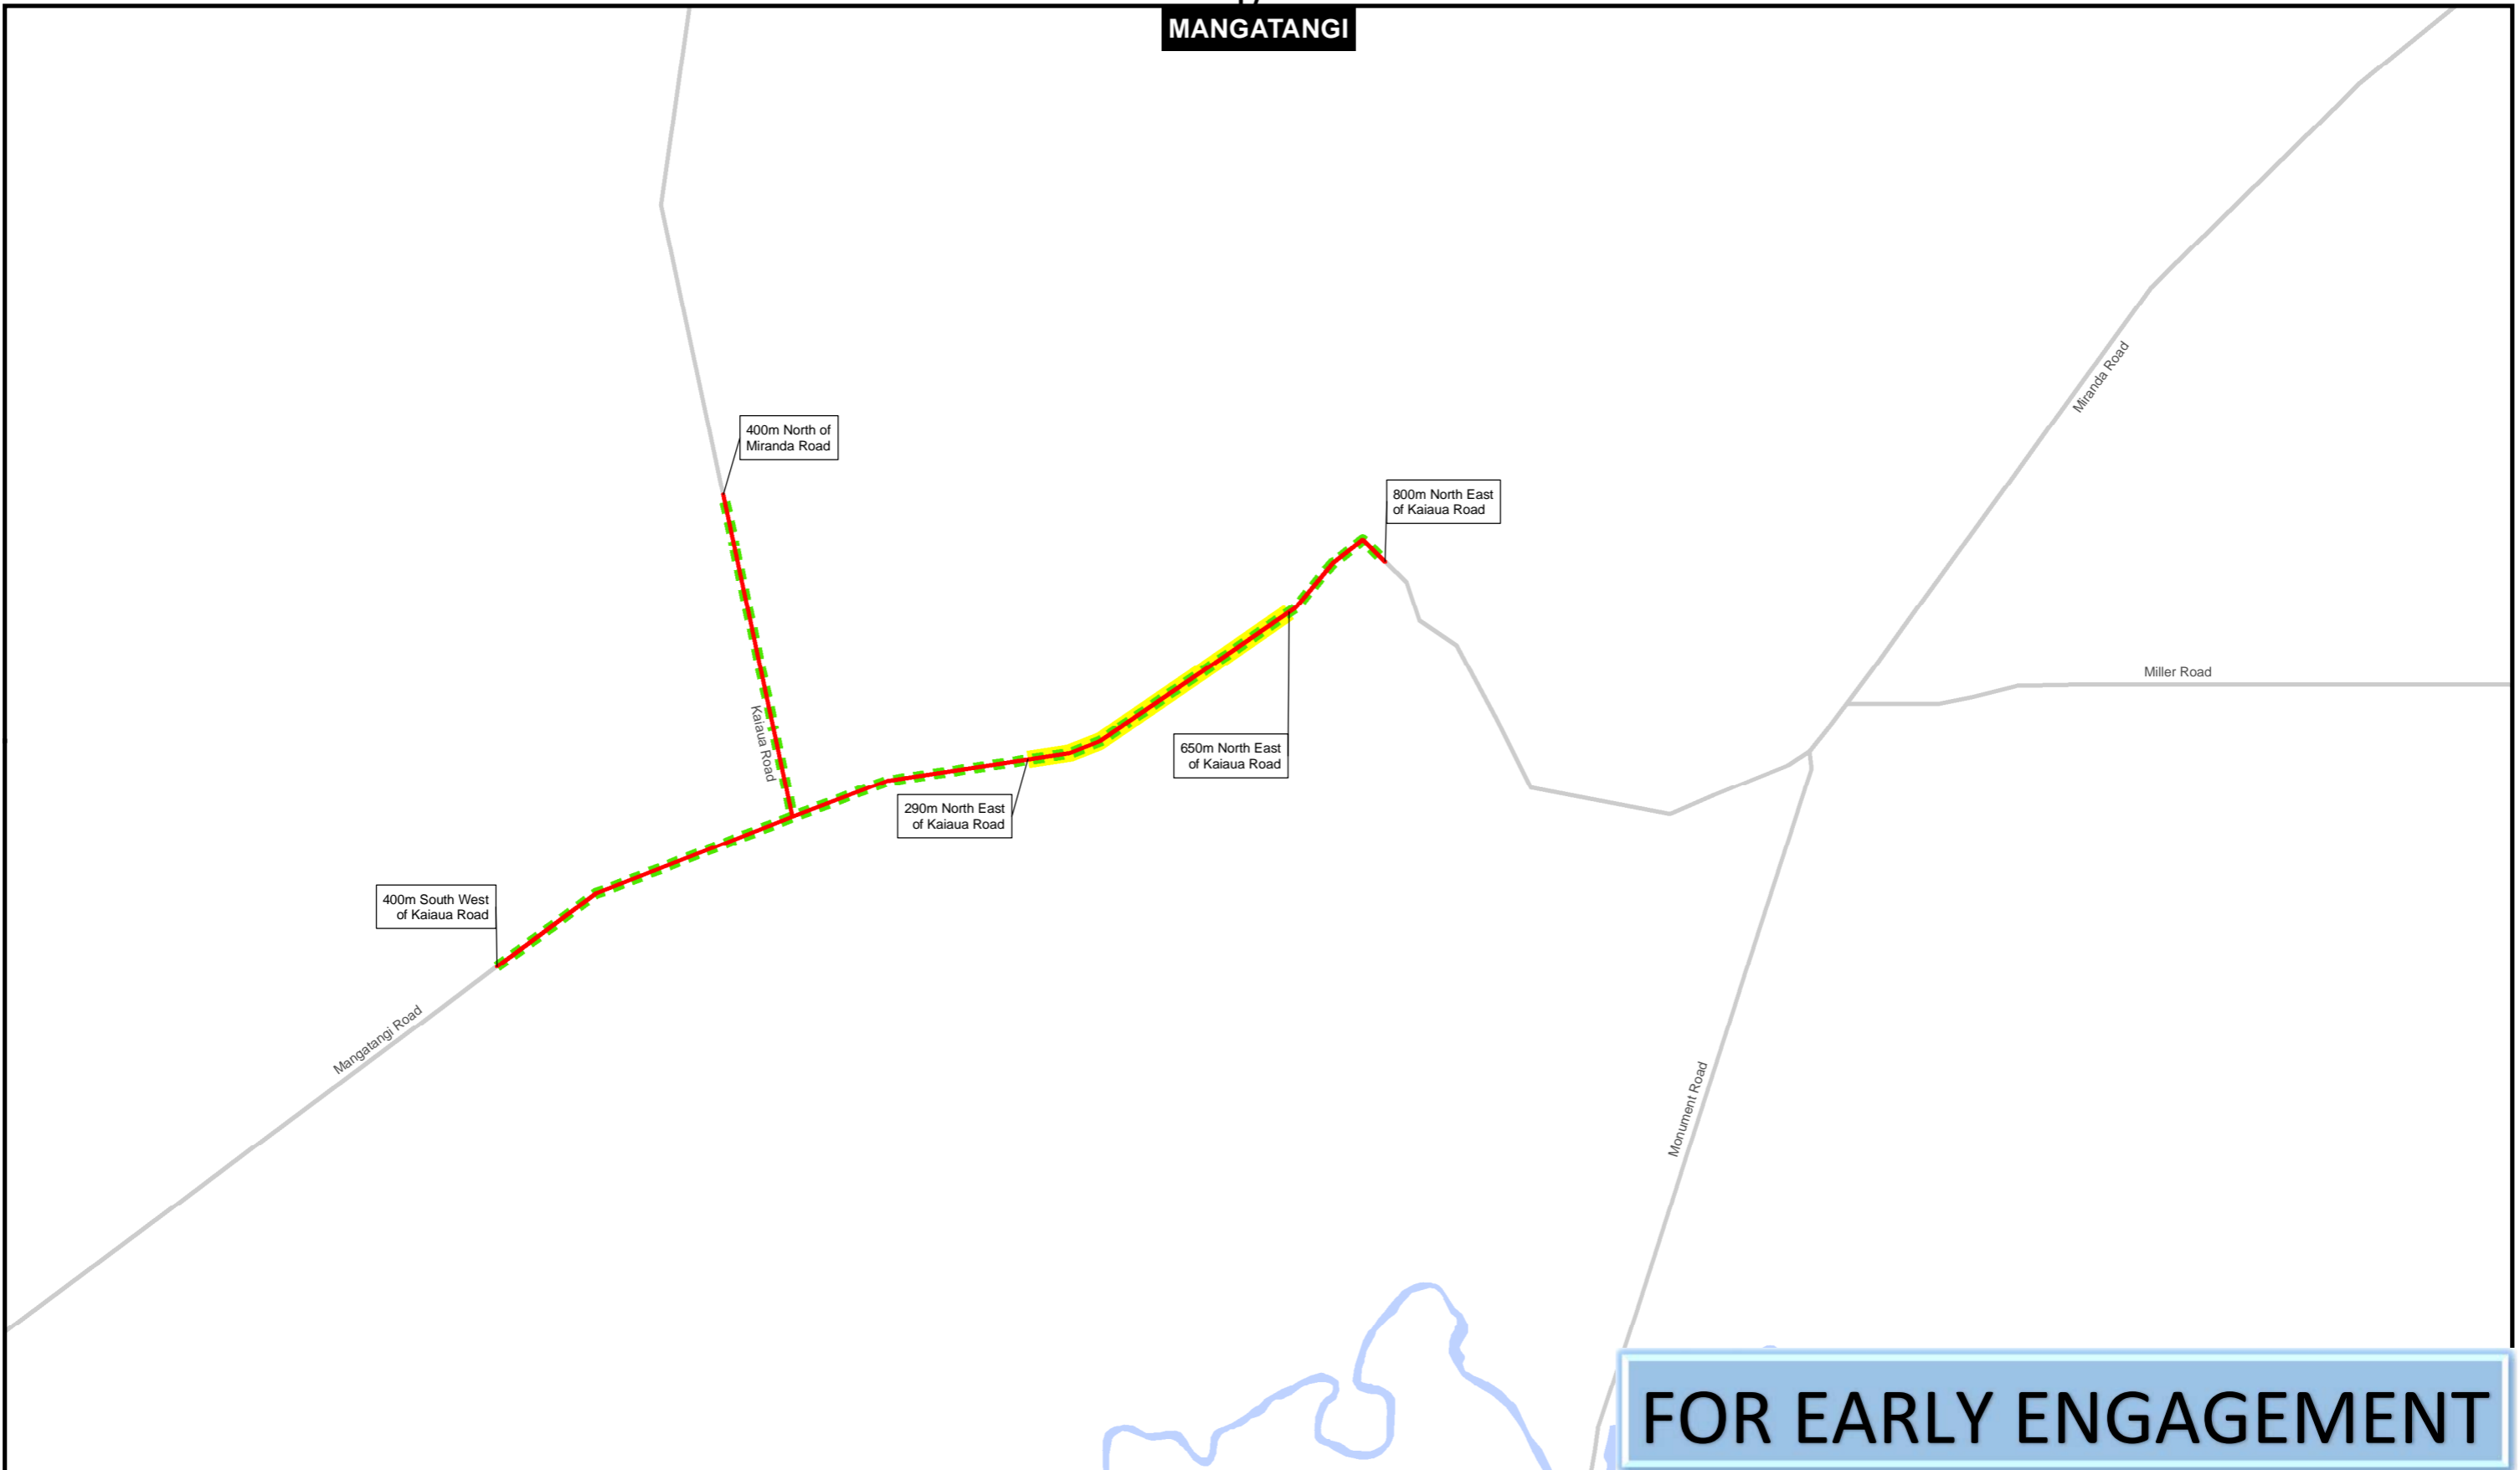 MANGATANGI
Miranda Road
400m North of
Miranda Road
800m North East
of Kaiaua Road
Miller Road
Kaiaua Road
650m North East
of Kaiaua Road
290m North East
of Kaiaua Road
400m South West
of Kaiaua Road
Mangatangi Road
Monument Road
FOR EARLY ENGAGEMENT